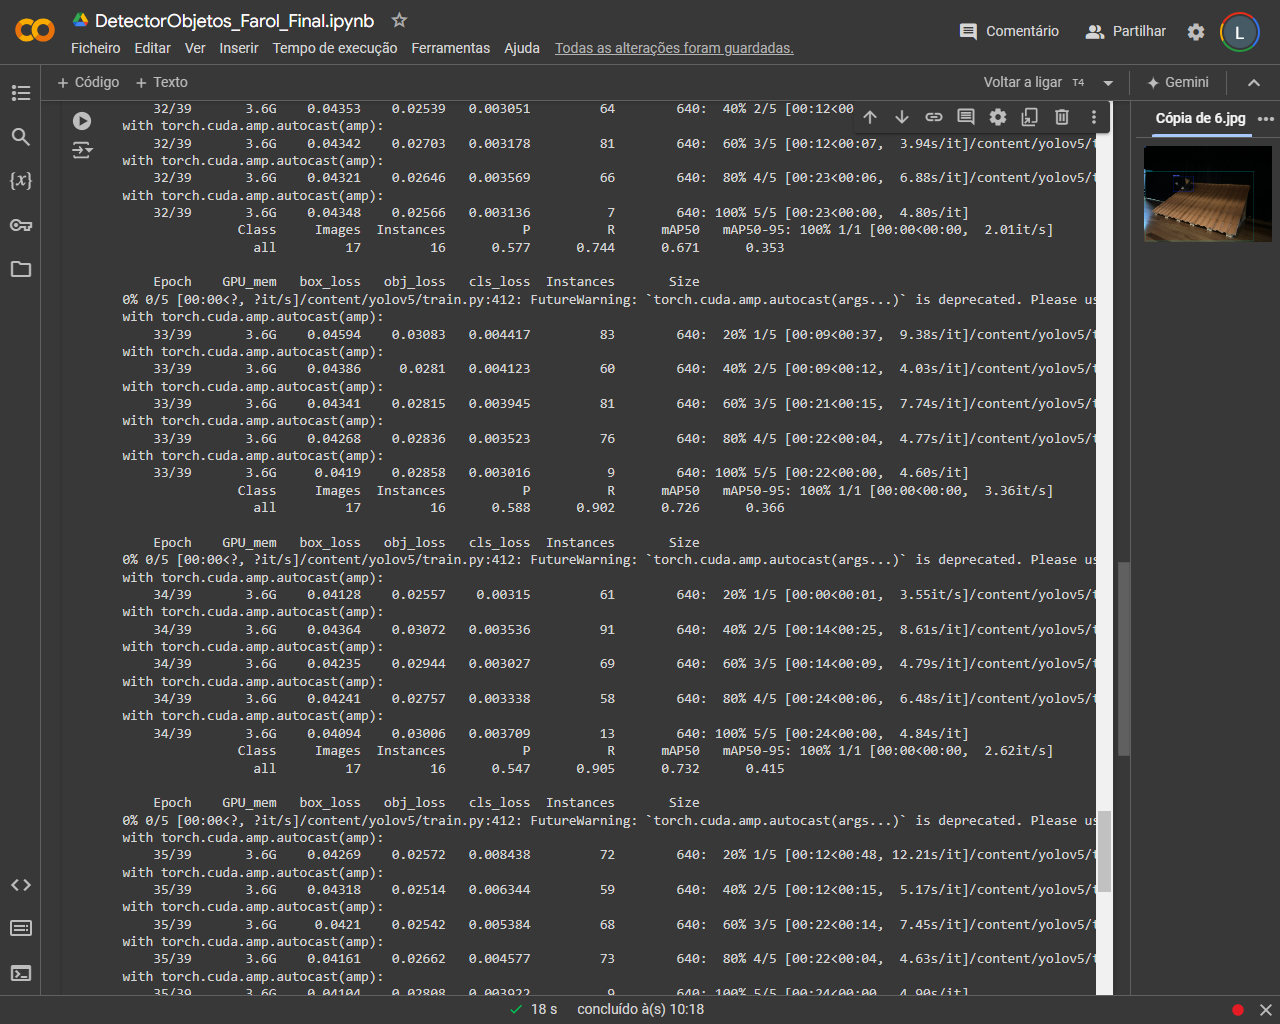 DetectorObjetos_Farol_Final.ipynb
Comentário
Partilhar
L
Ficheiro Editar Ver Inserir Tempo de execução Ferramentas Ajuda Todas as alterações foram guardadas.
+ Código + Texto
Voltar a ligar T4
Gemini
Cópia de 6.jpg
32/39 3.6G 0.04353 0.02539 0.003051 64 640: 40% 2/5 [00:12<00
with torch.cuda.amp.autocast(amp):
32/39 3.6G 0.04342 0.02703 0.003178 81 640: 60% 3/5 [00:12<00:07, 3.94s/it]/content/yolov5/t
with torch.cuda.amp.autocast(amp):
32/39 3.6G 0.04321 0.02646 0.003569 66 640: 80% 4/5 [00:23<00:06, 6.88s/it]/content/yolov5/t
with torch.cuda.amp.autocast(amp):
32/39 3.6G 0.04348 0.02566 0.003136 7 640: 100% 5/5 [00:23<00:00, 4.80s/it]
Class Images Instances P R mAP50 mAP50-95: 100% 1/1 [00:00<00:00, 2.01it/s]
all 17 16 0.577 0.744 0.671 0.353
Epoch GPU_mem box_loss obj_loss cls_loss Instances Size
0% 0/5 [00:00<?, ?it/s]/content/yolov5/train.py:412: FutureWarning: `torch.cuda.amp.autocast(args...)` is deprecated. Please us
with torch.cuda.amp.autocast(amp):
33/39 3.6G 0.04594 0.03083 0.004417 83 640: 20% 1/5 [00:09<00:37, 9.38s/it]/content/yolov5/t
with torch.cuda.amp.autocast(amp):
33/39 3.6G 0.04386 0.0281 0.004123 60 640: 40% 2/5 [00:09<00:12, 4.03s/it]/content/yolov5/t
with torch.cuda.amp.autocast(amp):
33/39 3.6G 0.04341 0.02815 0.003945 81 640: 60% 3/5 [00:21<00:15, 7.74s/it]/content/yolov5/t
with torch.cuda.amp.autocast(amp):
33/39 3.6G 0.04268 0.02836 0.003523 76 640: 80% 4/5 [00:22<00:04, 4.77s/it]/content/yolov5/t
with torch.cuda.amp.autocast(amp):
33/39 3.6G 0.0419 0.02858 0.003016 9 640: 100% 5/5 [00:22<00:00, 4.60s/it]
Class Images Instances P R mAP50 mAP50-95: 100% 1/1 [00:00<00:00, 3.36it/s]
all 17 16 0.588 0.902 0.726 0.366
Epoch GPU_mem box_loss obj_loss cls_loss Instances Size
0% 0/5 [00:00<?, ?it/s]/content/yolov5/train.py:412: FutureWarning: `torch.cuda.amp.autocast(args...)` is deprecated. Please us
with torch.cuda.amp.autocast(amp):
34/39 3.6G 0.04128 0.02557 0.00315 61 640: 20% 1/5 [00:00<00:01, 3.55it/s]/content/yolov5/t
with torch.cuda.amp.autocast(amp):
34/39 3.6G 0.04364 0.03072 0.003536 91 640: 40% 2/5 [00:14<00:25, 8.61s/it]/content/yolov5/t
with torch.cuda.amp.autocast(amp):
34/39 3.6G 0.04235 0.02944 0.003027 69 640: 60% 3/5 [00:14<00:09, 4.79s/it]/content/yolov5/t
with torch.cuda.amp.autocast(amp):
34/39 3.6G 0.04241 0.02757 0.003338 58 640: 80% 4/5 [00:24<00:06, 6.48s/it]/content/yolov5/t
with torch.cuda.amp.autocast(amp):
34/39 3.6G 0.04094 0.03006 0.003709 13 640: 100% 5/5 [00:24<00:00, 4.84s/it]
Class Images Instances P R mAP50 mAP50-95: 100% 1/1 [00:00<00:00, 2.62it/s]
all 17 16 0.547 0.905 0.732 0.415
Epoch GPU_mem box_loss obj_loss cls_loss Instances Size
0% 0/5 [00:00<?, ?it/s]/content/yolov5/train.py:412: FutureWarning: `torch.cuda.amp.autocast(args...)` is deprecated. Please us
with torch.cuda.amp.autocast(amp):
35/39 3.6G 0.04269 0.02572 0.008438 72 640: 20% 1/5 [00:12<00:48, 12.21s/it]/content/yolov5/t
with torch.cuda.amp.autocast(amp):
35/39 3.6G 0.04318 0.02514 0.006344 59 640: 40% 2/5 [00:12<00:15, 5.17s/it]/content/yolov5/t
with torch.cuda.amp.autocast(amp):
35/39 3.6G 0.0421 0.02542 0.005384 68 640: 60% 3/5 [00:22<00:14, 7.45s/it]/content/yolov5/t
with torch.cuda.amp.autocast(amp):
35/39 3.6G 0.04161 0.02662 0.004577 73 640: 80% 4/5 [00:22<00:04, 4.63s/it]/content/yolov5/t
with torch.cuda.amp.autocast(amp):
35/39 3.6G 0.04104 0.02808 0.003922 9 640: 100% 5/5 [00:24<00:00, 4.90s/it]
18 s concluído à(s) 10:18